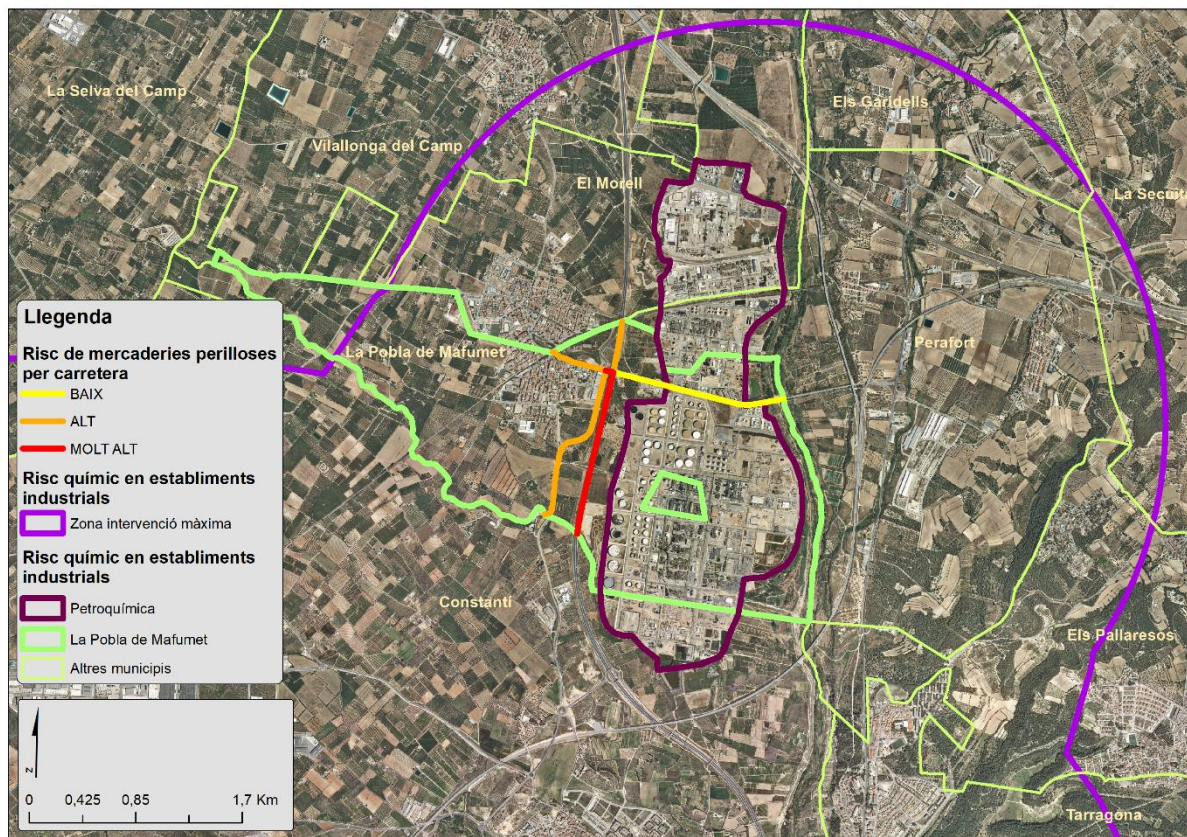 La Selva del Camp
Els Garidells
Vilallonga del Camp
El Morell
La Secuita
La Pobla de Mafumet
Perafort
Constantí
Els Pallaresos
Tarragona
Llegenda
Risc de mercaderies perilloses
per carretera
BAIX
ALT
MOLT ALT
Risc químic en establiments
industrials
Zona intervenció màxima
Risc químic en establiments
industrials
Petroquímica
La Pobla de Mafumet
Altres municipis
N
0 0,425 0,85 1,7 Km